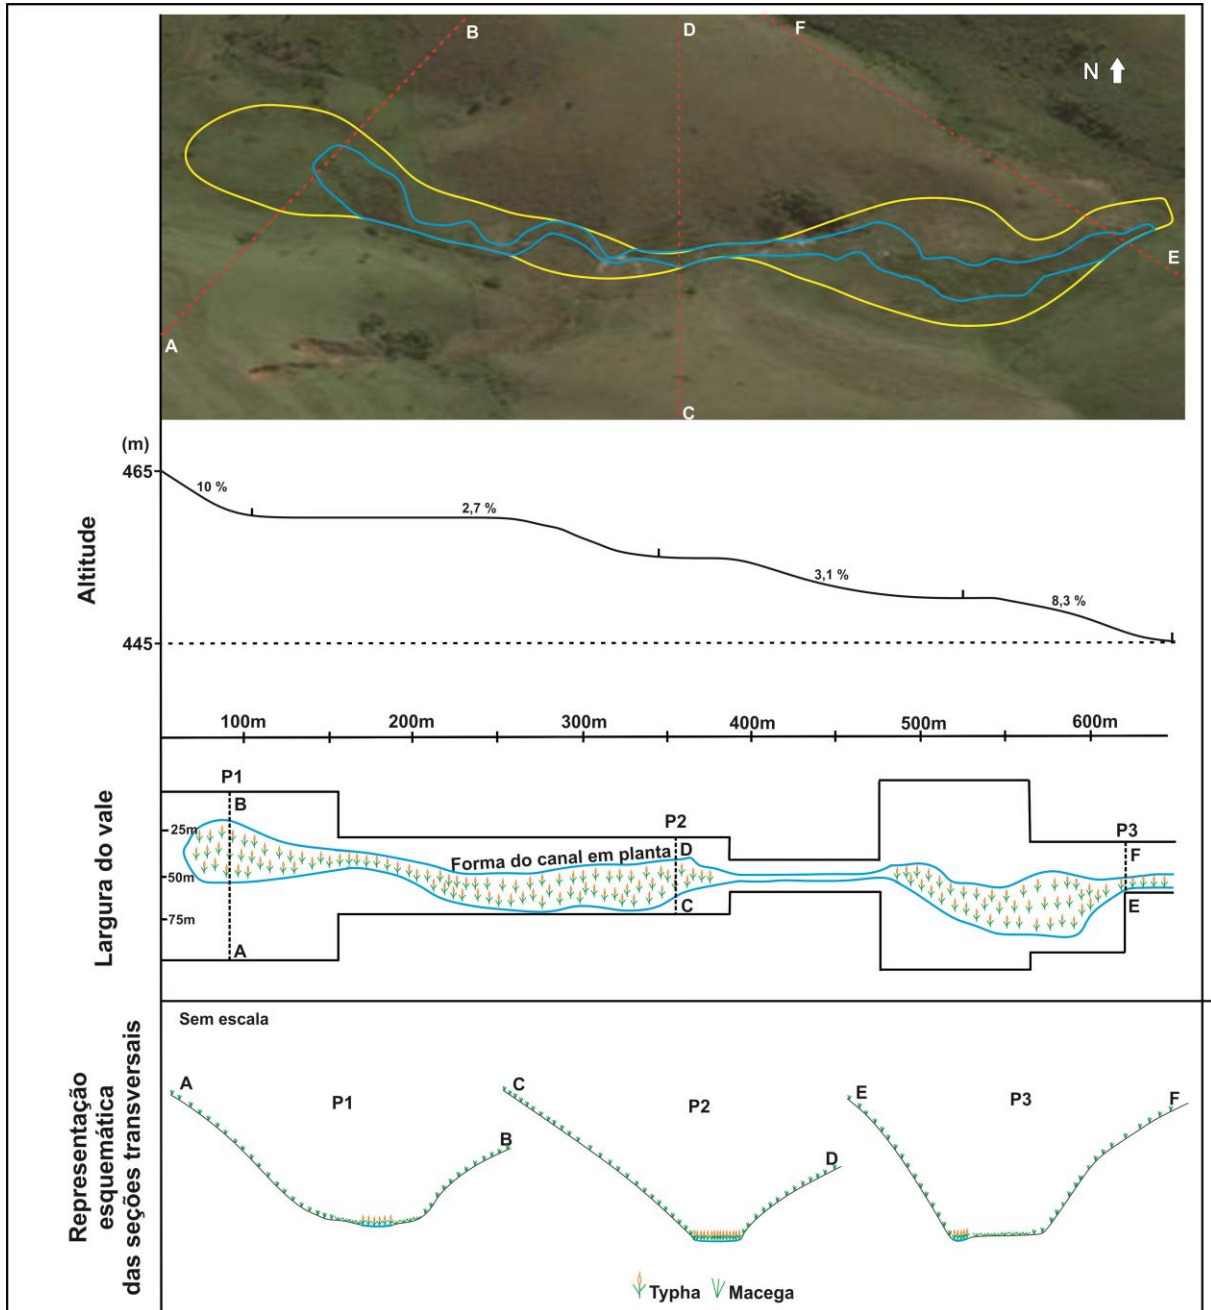 B
D
F
N
A
C
E
(m)
465
10 %
2,7 %
3,1 %
8,3 %
445
Altitude
100m
200m
300m
400m
500m
600m
P1
B
25m
50m
75m
A
P2
Forma do canal em planta
D
C
P3
F
E
Largura do vale
Sem escala
A
P1
B
C
P2
D
E
P3
F
Representação
esquemática
das seções transversais
Typha
Macega